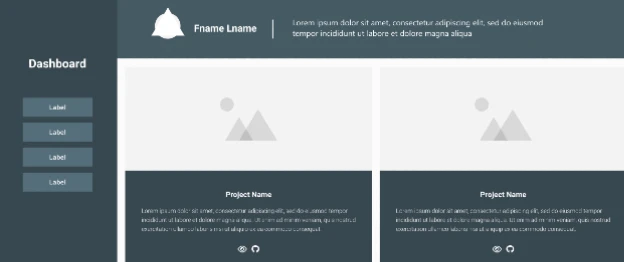 Dashboard
Label
Label
Label
Label
Fname Lname
Lorem ipsum dolor sit amet, consectetur adipiscing elit, sed do eiusmod
tempor incididunt ut labore et dolore magna aliqua
Project Name
Lorem ipsum dolor sit amet, consectetur adipiscing elit, sed do eiusmod tempor
incididunt ut labore et dolore magna aliqua. Ut enim ad minim veniam, quis nostrud
exercitation ullamco laboris nisi ut aliquip ex ea commodo consequat.
Project Name
Lorem ipsum dolor sit amet, consectetur adipiscing elit, sed do eiusmod tempor
incididunt ut labore et dolore magna aliqua. Ut enim ad minim veniam, quis nostrud
exercitation ullamco laboris nisi ut aliquip ex ea commodo consequat.